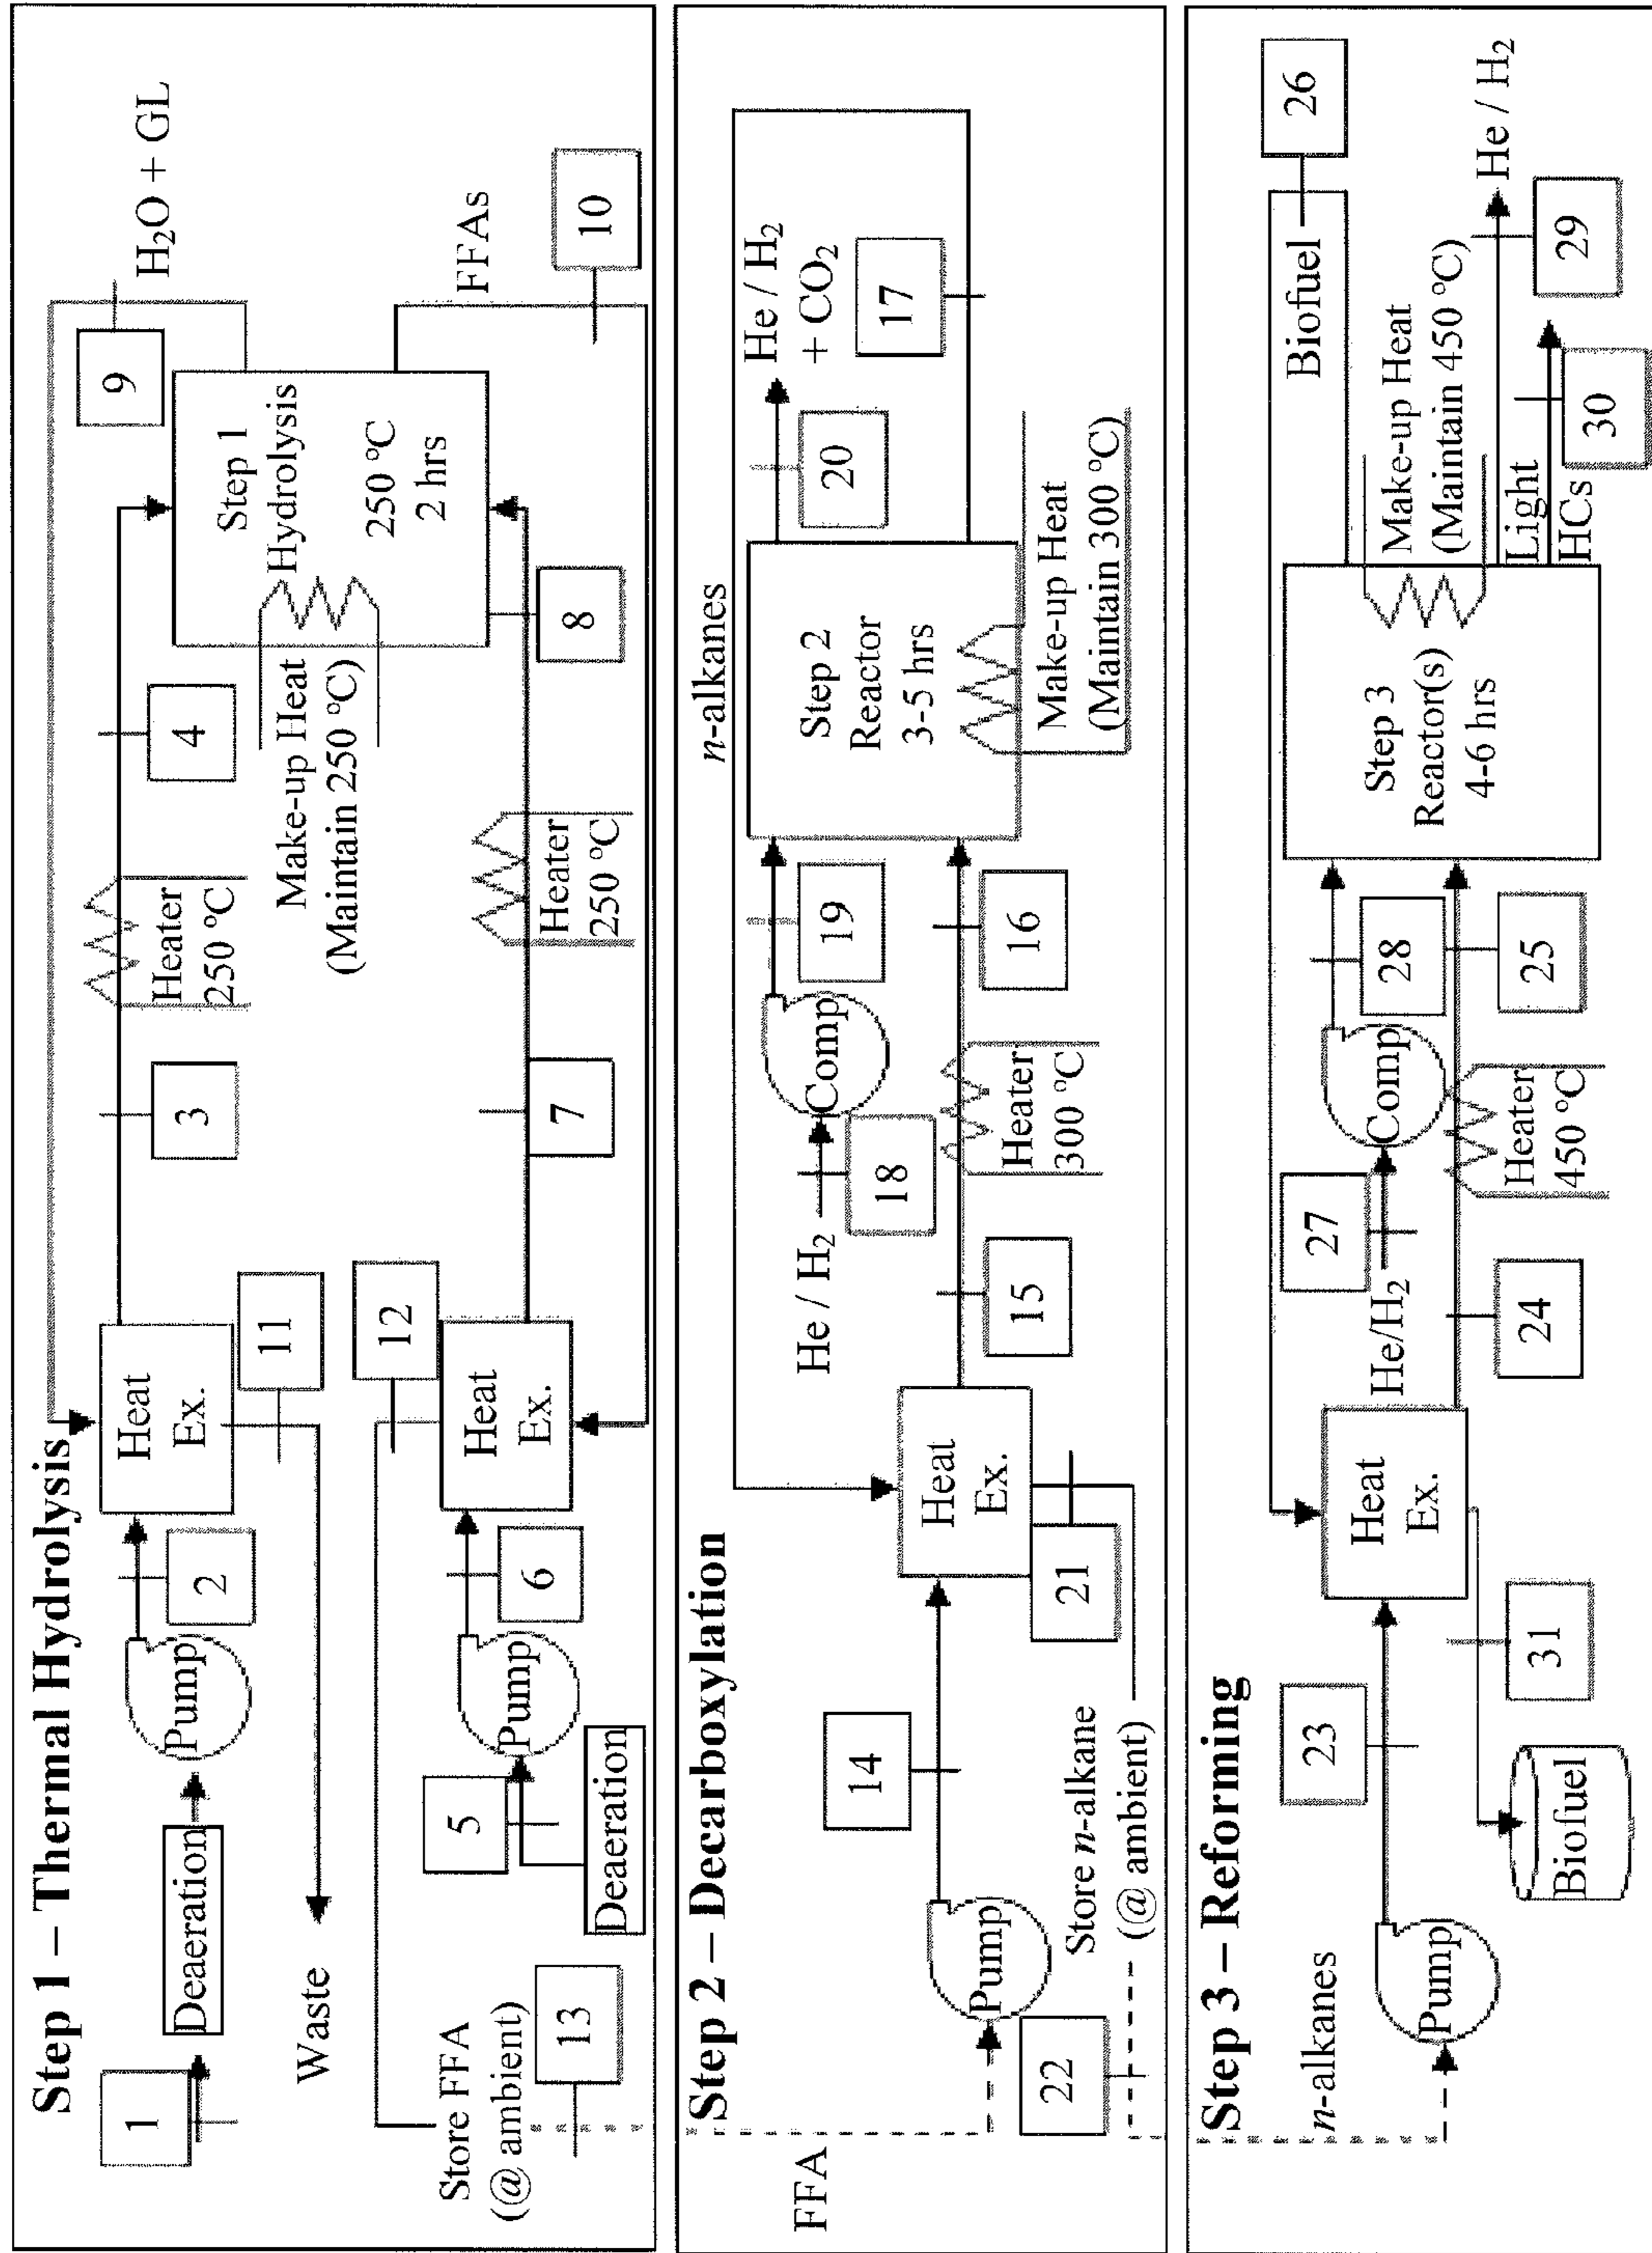 Step 1 – Thermal Hydrolysis
1
Deaeration
Pump
2
Heat
Ex.
11
Waste
3
Heater
250 °C
4
Make-up Heat
(Maintain 250 °C)
Step 1
Hydrolysis
250 °C
2 hrs
9
H2O + GL
FFAs
10
Store FFA
(@ ambient)
13
12
5
Deaeration
Pump
6
Heat
Ex.
7
Heater
250 °C
8
Step 2 – Decarboxylation
FFA
Pump
14
22
Store n-alkane
(@ ambient)
Heat
Ex.
21
15
He / H2
18
Comp
19
Heater
300 °C
16
n-alkanes
Step 2
Reactor
3-5 hrs
Make-up Heat
(Maintain 300 °C)
20
He / H2
+ CO2
17
Step 3 – Reforming
n-alkanes
Pump
23
Heat
Ex.
31
Biofuel
24
He/H2
27
Comp
28
Heater
450 °C
25
Step 3
Reactor(s)
4-6 hrs
Biofuel
26
Make-up Heat
(Maintain 450 °C)
Light
HCs
30
He / H2
29